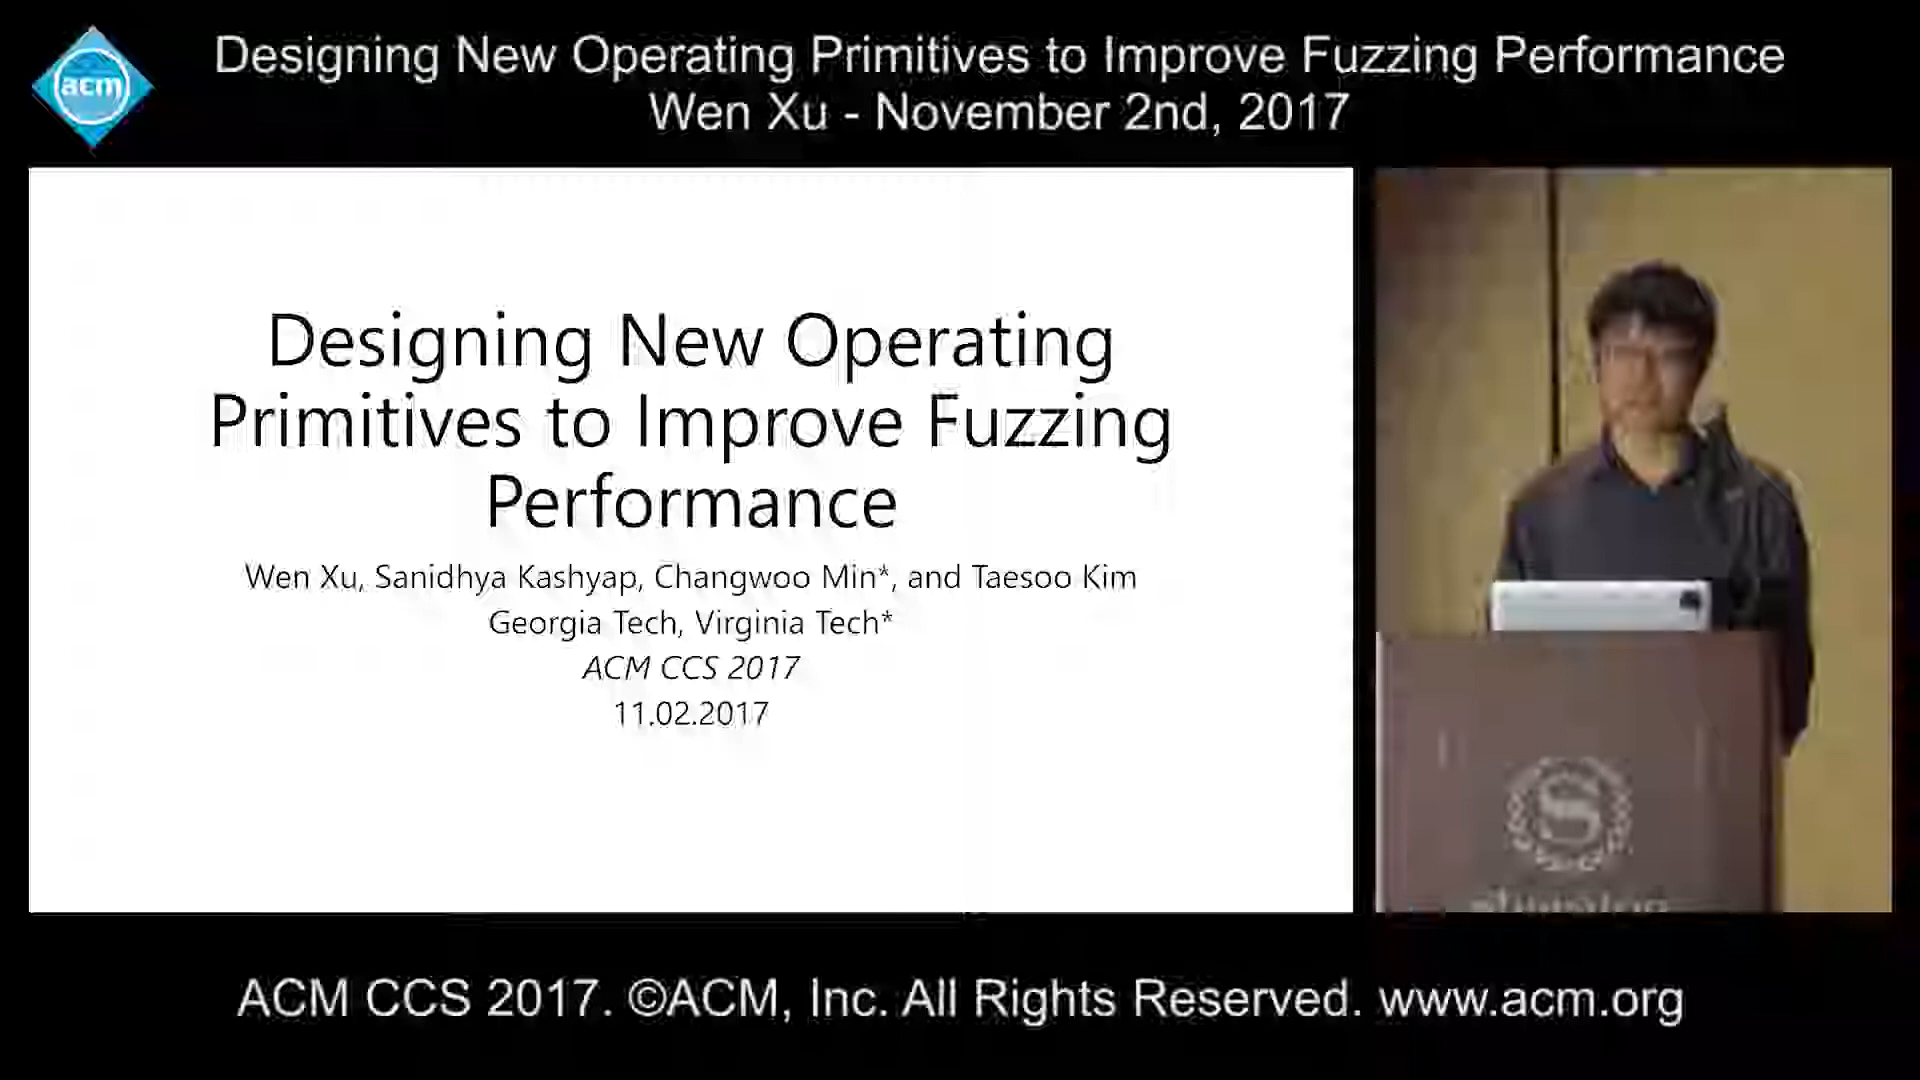 acm
Designing New Operating Primitives to Improve Fuzzing Performance
Wen Xu - November 2nd, 2017
Designing New Operating
Primitives to Improve Fuzzing
Performance
Wen Xu, Sanidhya Kashyap, Changwoo Min*, and Taesoo Kim
Georgia Tech, Virginia Tech*
ACM CCS 2017
11.02.2017
S
ACM CCS 2017. ©ACM, Inc. All Rights Reserved. www.acm.org